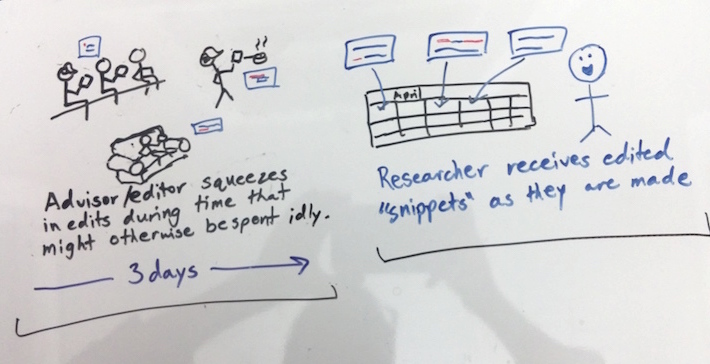 April
Advisor/editor squeezes
in edits during time that
might otherwise be spent idly.
3 days
Researcher receives edited
"snippets" as they are made